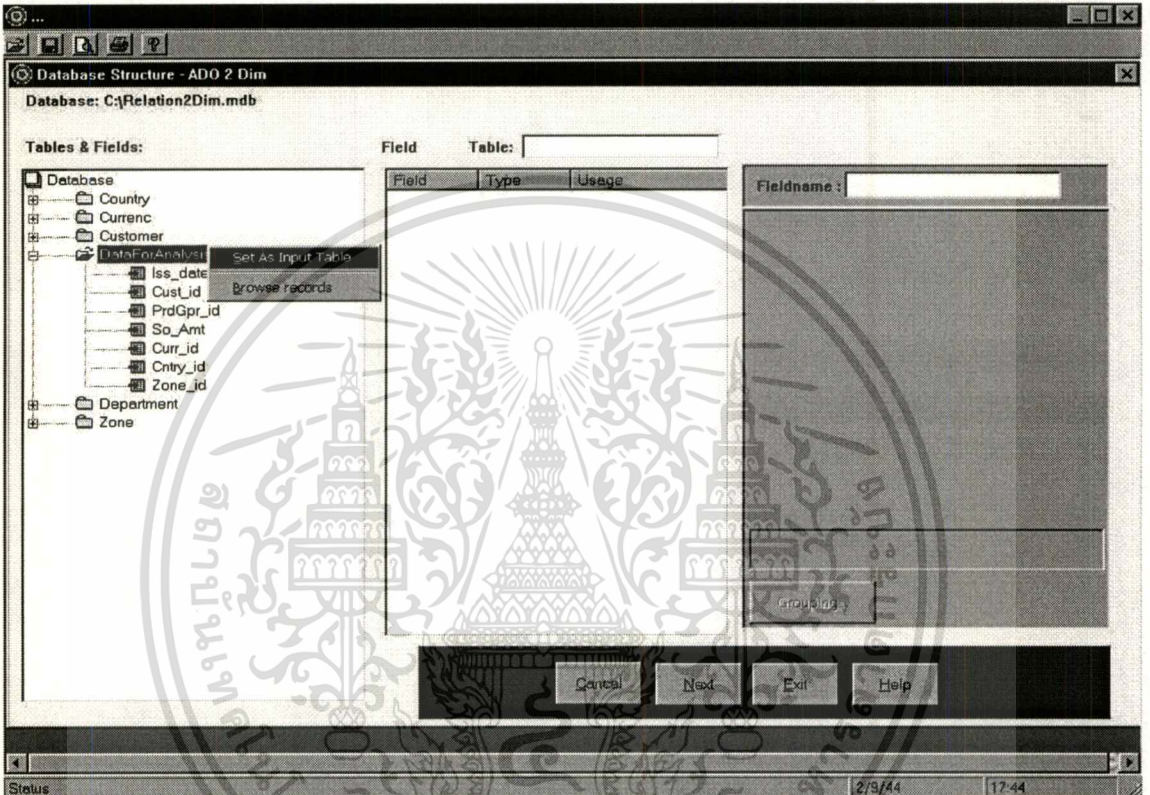 ...
Database Structure - ADO 2 Dim
Database: C:\Relation2Dim.mdb
Tables & Fields:
Field Table:
Database
Country
Currenc
Customer
DataForAnalysis
Iss_date
Cust_id
PrdGpr_id
So_Amt
Curr_id
Cntry_id
Zone_id
Department
Zone
Set As Input Table
Browse records
Field Type Usage
Fieldname :
Grouping
Cancel Next Exit Help
Status 2/9/44 17:44